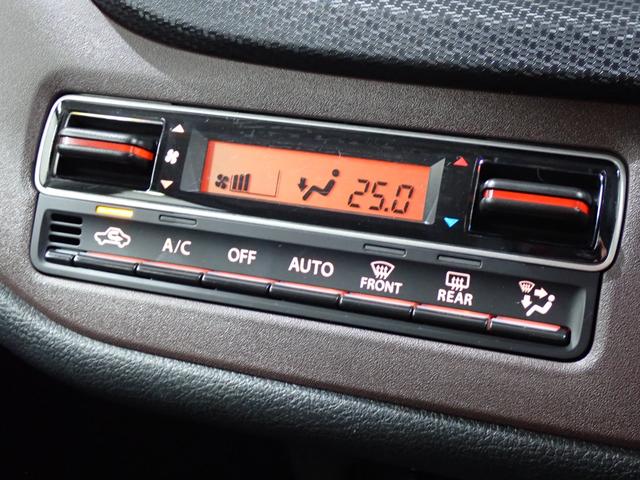 25.0
A/C OFF AUTO FRONT REAR